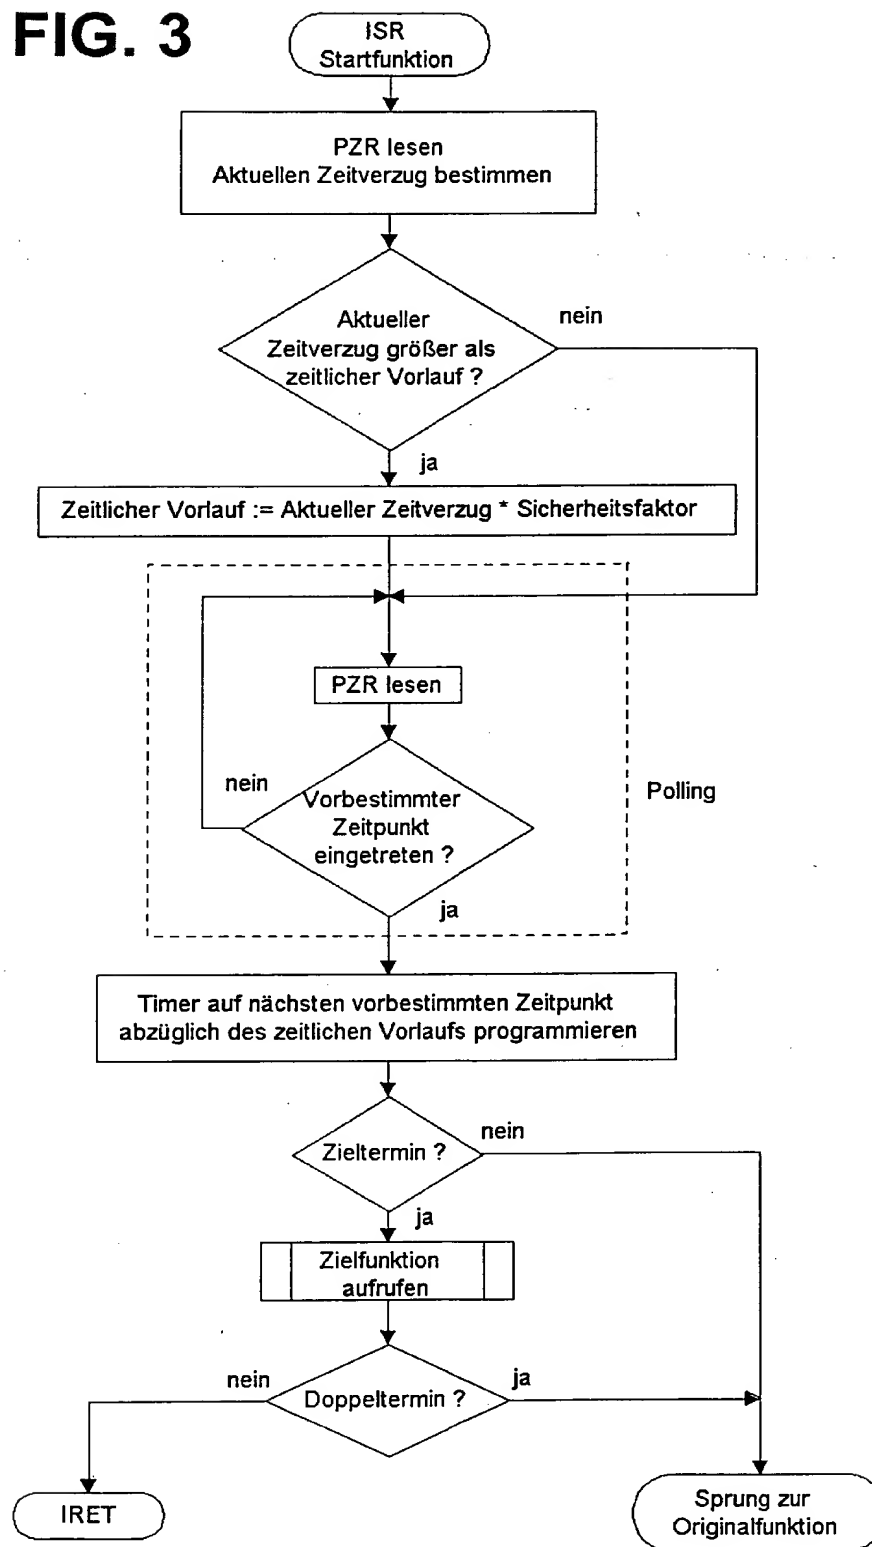 FIG. 3
ISR
Startfunktion
PZR lesen
Aktuellen Zeitverzug bestimmen
Aktueller
Zeitverzug größer als
zeitlicher Vorlauf ?
nein
ja
Zeitlicher Vorlauf := Aktueller Zeitverzug * Sicherheitsfaktor
PZR lesen
nein
Vorbestimmter
Zeitpunkt
eingetreten ?
Polling
ja
Timer auf nächsten vorbestimmten Zeitpunkt
abzüglich des zeitlichen Vorlaufs programmieren
Zieltermin ?
nein
ja
Zielfunktion
aufrufen
nein
Doppeltermin ?
ja
IRET
Sprung zur
Originalfunktion